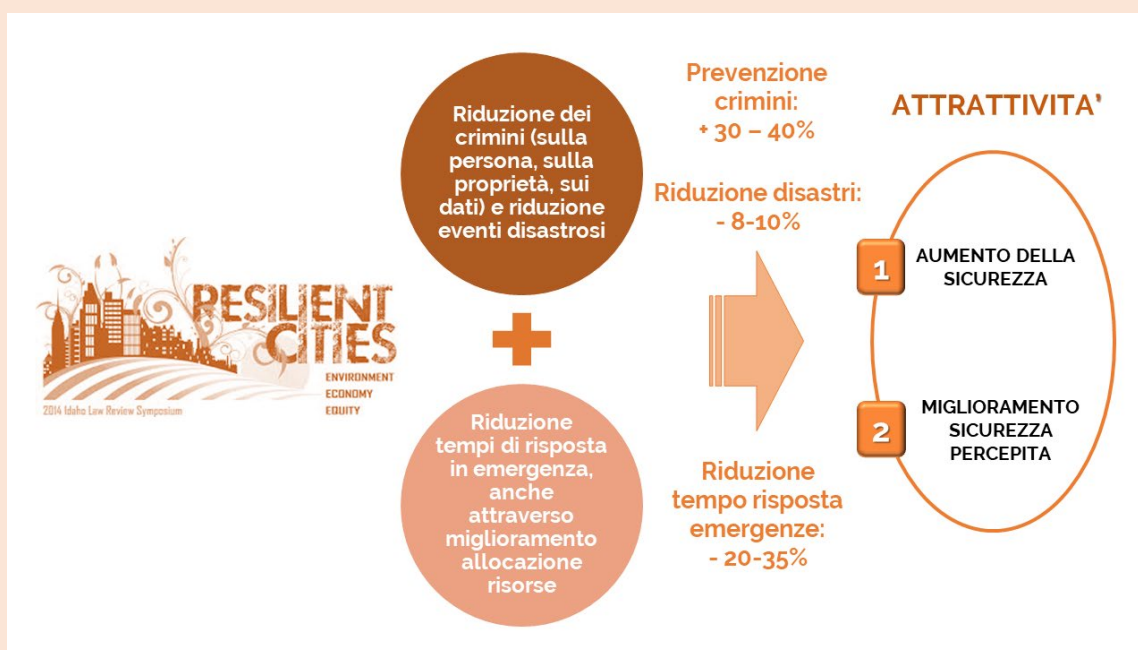 RESILIENT
CITIES
ENVIRONMENT
ECONOMY
EQUITY
2014 Idaho Law Review Symposium
Riduzione dei
crimini (sulla
persona, sulla
proprietà, sui
dati) e riduzione
eventi disastrosi
Riduzione
tempi di risposta
in emergenza,
anche
attraverso
miglioramento
allocazione
risorse
Prevenzione
crimini:
+ 30 – 40%
Riduzione disastri:
- 8-10%
Riduzione
tempo risposta
emergenze:
- 20-35%
ATTRATTIVITA'
1
AUMENTO DELLA
SICUREZZA
2
MIGLIORAMENTO
SICUREZZA
PERCEPITA